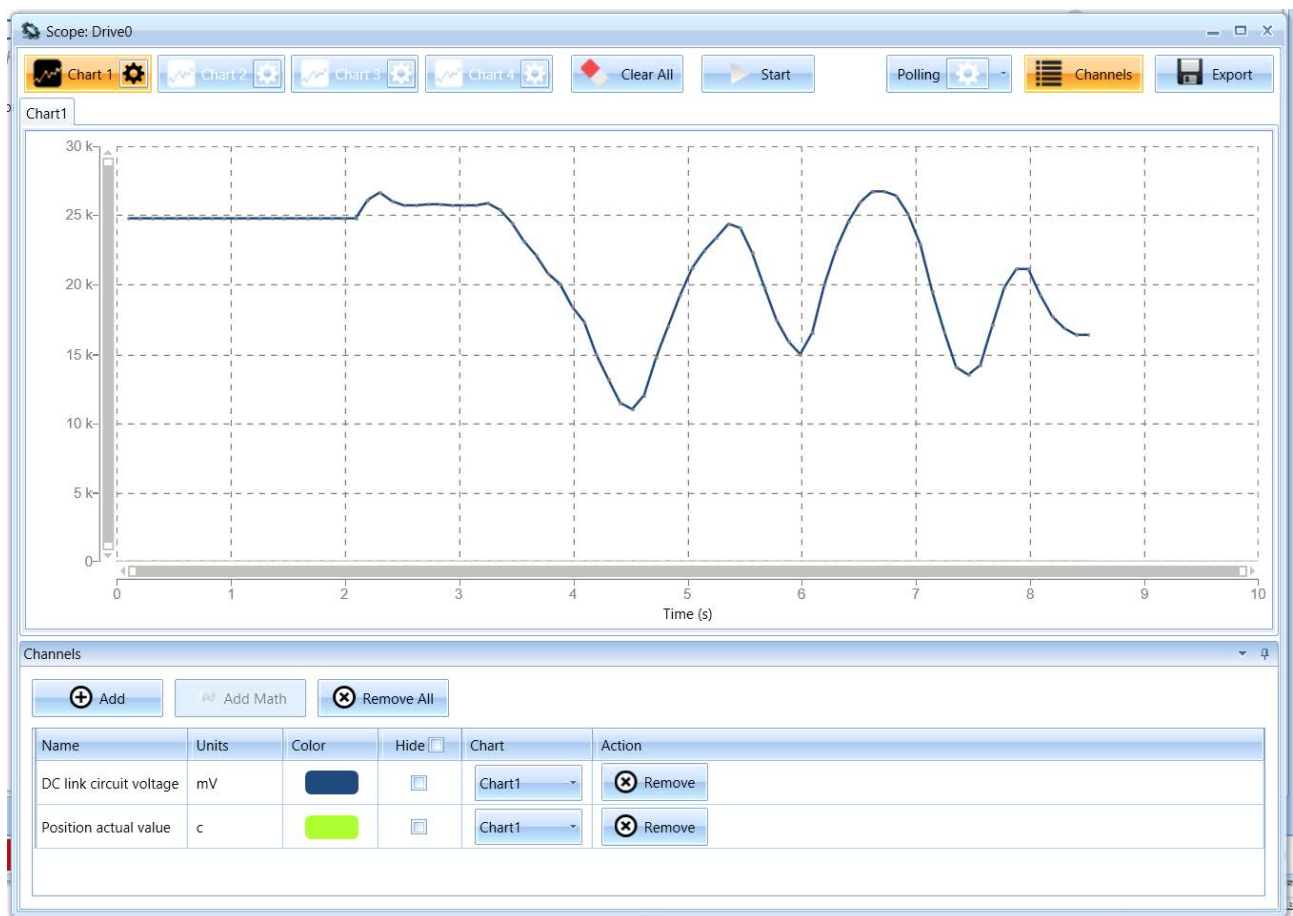 Scope: Drive0
Chart 1 Chart 2 Chart 3 Chart 4 Clear All Start Polling Channels Export
Chart1
30 k
25 k
20 k
15 k
10 k
5 k
0
0 1 2 3 4 5 6 7 8 9 10
Time (s)
Channels
Add Add Math Remove All
Name Units Color Hide Chart Action
DC link circuit voltage mV Chart1 Remove
Position actual value c Chart1 Remove